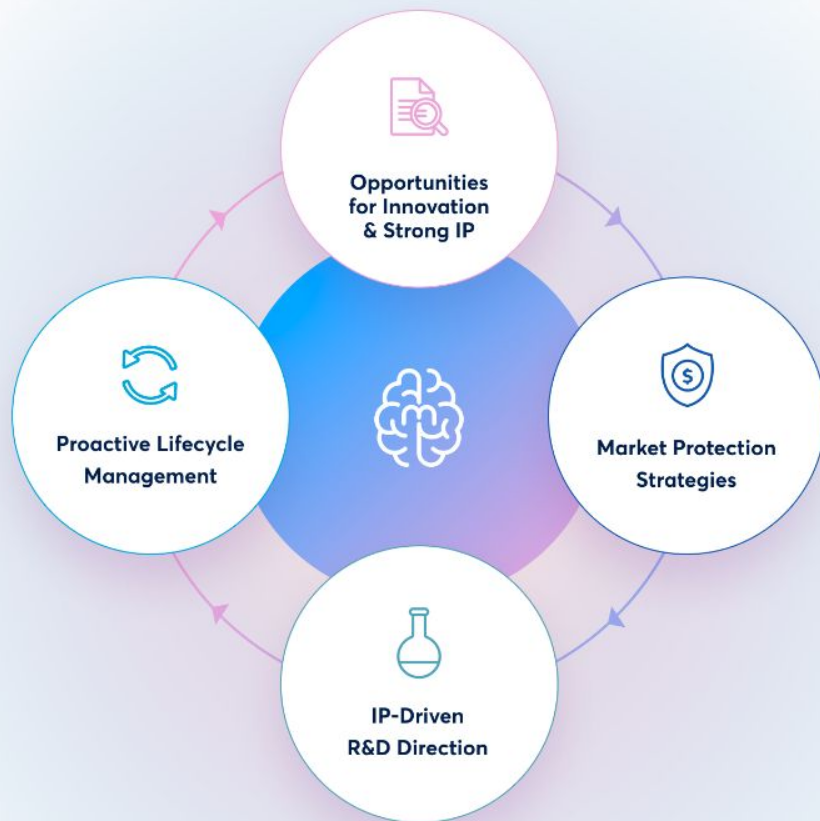 Opportunities
for Innovation
& Strong IP
Proactive Lifecycle
Management
$
Market Protection
Strategies
IP-Driven
R&D Direction